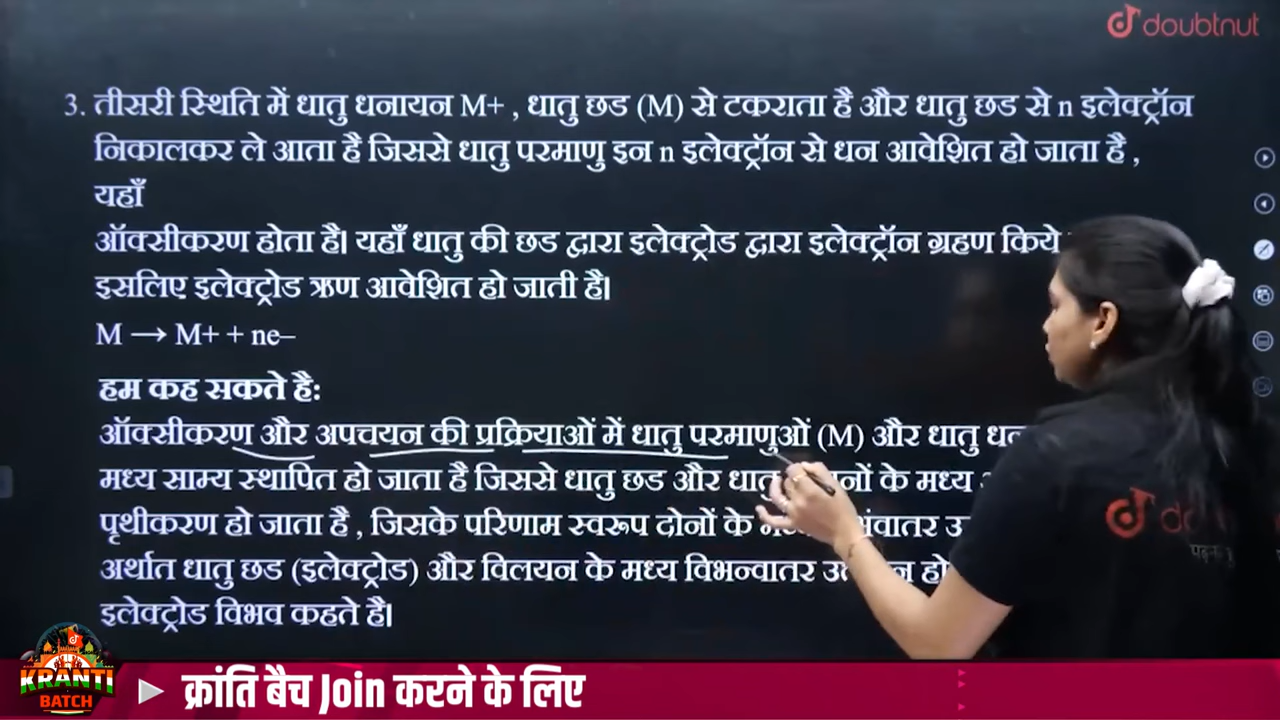 doubtnut
3. तीसरी स्थिति में धातु धनायन M+ , धातु छड (M) से टकराता है और धातु छड से n इलेक्ट्रॉन
निकालकर ले आता है जिससे धातु परमाणु इन n इलेक्ट्रॉन से धन आवेशित हो जाता है ,
यहाँ
ऑक्सीकरण होता है। यहाँ धातु की छड द्वारा इलेक्ट्रोड द्वारा इलेक्ट्रॉन ग्रहण किये
इसलिए इलेक्ट्रोड ऋण आवेशित हो जाती है।
M → M+ + ne–
हम कह सकते है:
ऑक्सीकरण और अपचयन की प्रक्रियाओं में धातु परमाणुओं (M) और धातु
मध्य साम्य स्थापित हो जाता है जिससे धातु छड और के मध्य
पृथीकरण हो जाता है , जिसके परिणाम स्वरूप दोनों के
अर्थात धातु छड (इलेक्ट्रोड) और विलयन के मध्य विभन्वातर
इलेक्ट्रोड विभव कहते है।
KRANTI
BATCH
क्रांति बैच Join करने के लिए